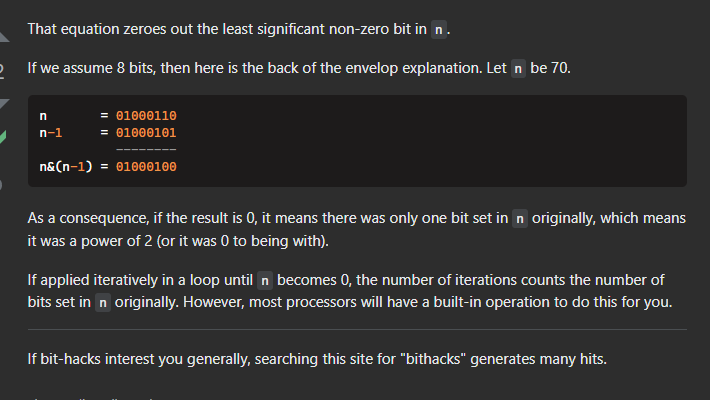 That equation zeroes out the least significant non-zero bit in n.
If we assume 8 bits, then here is the back of the envelop explanation. Let n be 70.
n       = 01000110
n-1     = 01000101
          --------
n&(n-1) = 01000100
As a consequence, if the result is 0, it means there was only one bit set in n originally, which means
it was a power of 2 (or it was 0 to being with).
If applied iteratively in a loop until n becomes 0, the number of iterations counts the number of
bits set in n originally. However, most processors will have a built-in operation to do this for you.
If bit-hacks interest you generally, searching this site for "bithacks" generates many hits.